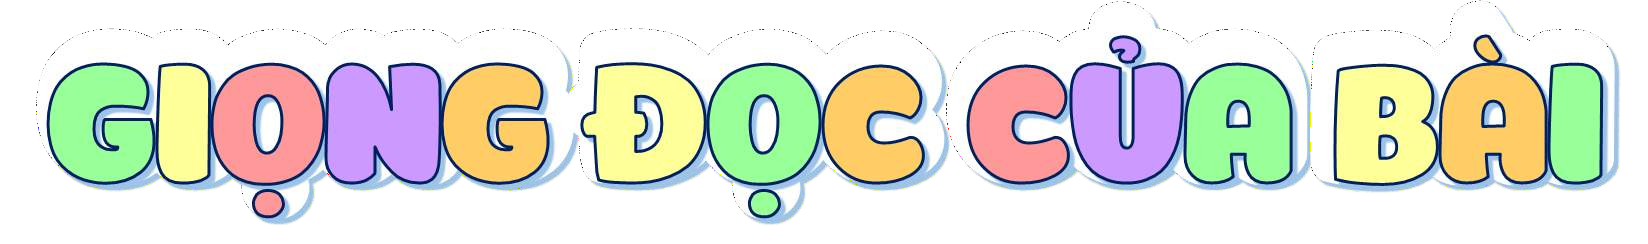 GIỌNG ĐỌC CỦA BÀI